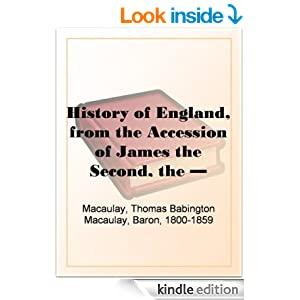 LOOK INSIDE!
History of England,
from the Accession
of James the
Second, the —
Macaulay, Thomas Babington
Macaulay, Baron, 1800-1859
kindle edition